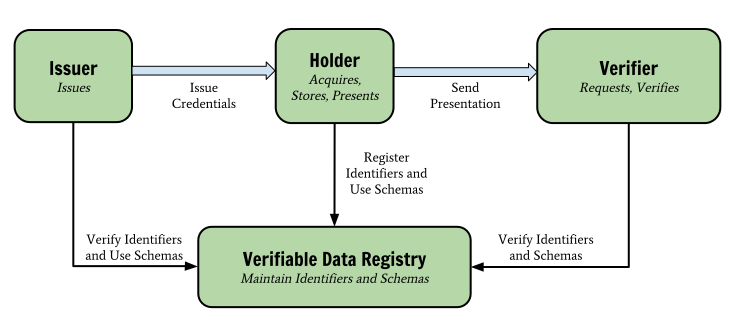 Issuer
Issues
Issue
Credentials
Holder
Acquires,
Stores, Presents
Send
Presentation
Verifier
Requests, Verifies
Register
Identifiers and
Use Schemas
Verify Identifiers
and Use Schemas
Verifiable Data Registry
Maintain Identifiers and Schemas
Verify Identifiers
and Schemas